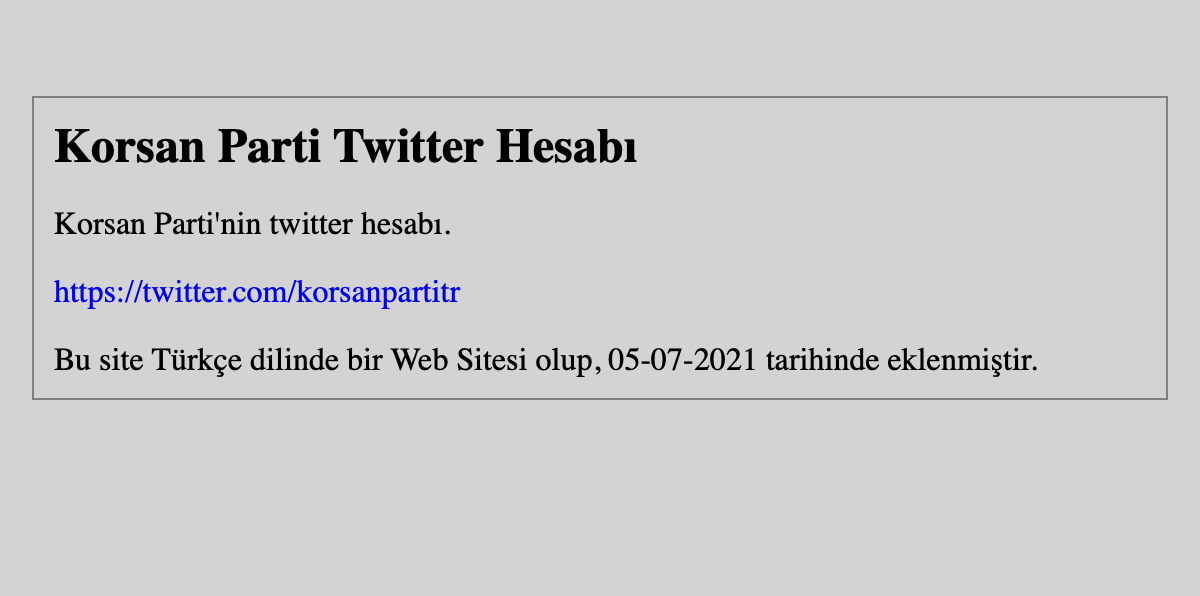 Korsan Parti Twitter Hesabı
Korsan Parti'nin twitter hesabı.
https://twitter.com/korsanpartitr
Bu site Türkçe dilinde bir Web Sitesi olup, 05-07-2021 tarihinde eklenmiştir.